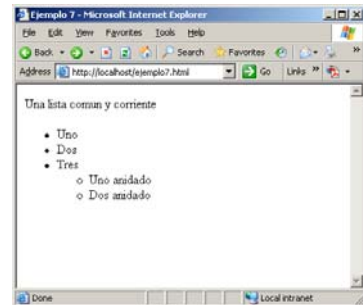 Ejemplo 7 - Microsoft Internet Explorer
File Edit View Favorites Tools Help
Back Search Favorites
Address http://localhost/ejemplo7.html Go Links
Una lista comun y corriente
Uno
Dos
Tres
Uno anidado
Dos anidado
Done Local intranet